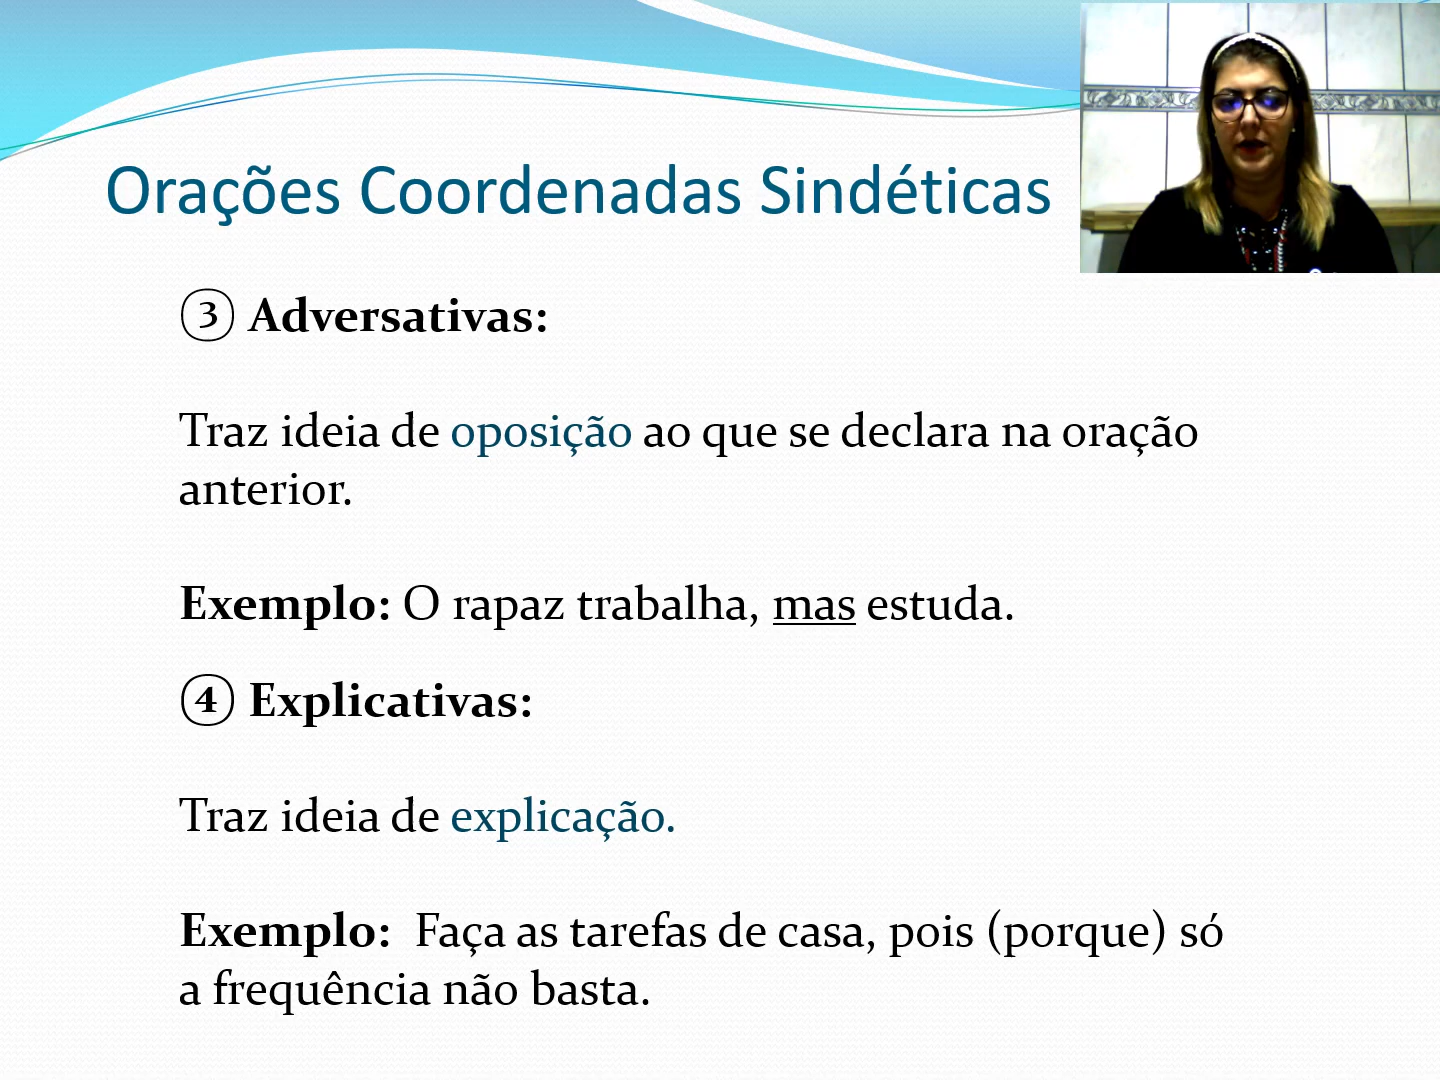 Orações Coordenadas Sindéticas
③ Adversativas:
Traz ideia de oposição ao que se declara na oração
anterior.
Exemplo: O rapaz trabalha, mas estuda.
④ Explicativas:
Traz ideia de explicação.
Exemplo: Faça as tarefas de casa, pois (porque) só
a frequência não basta.